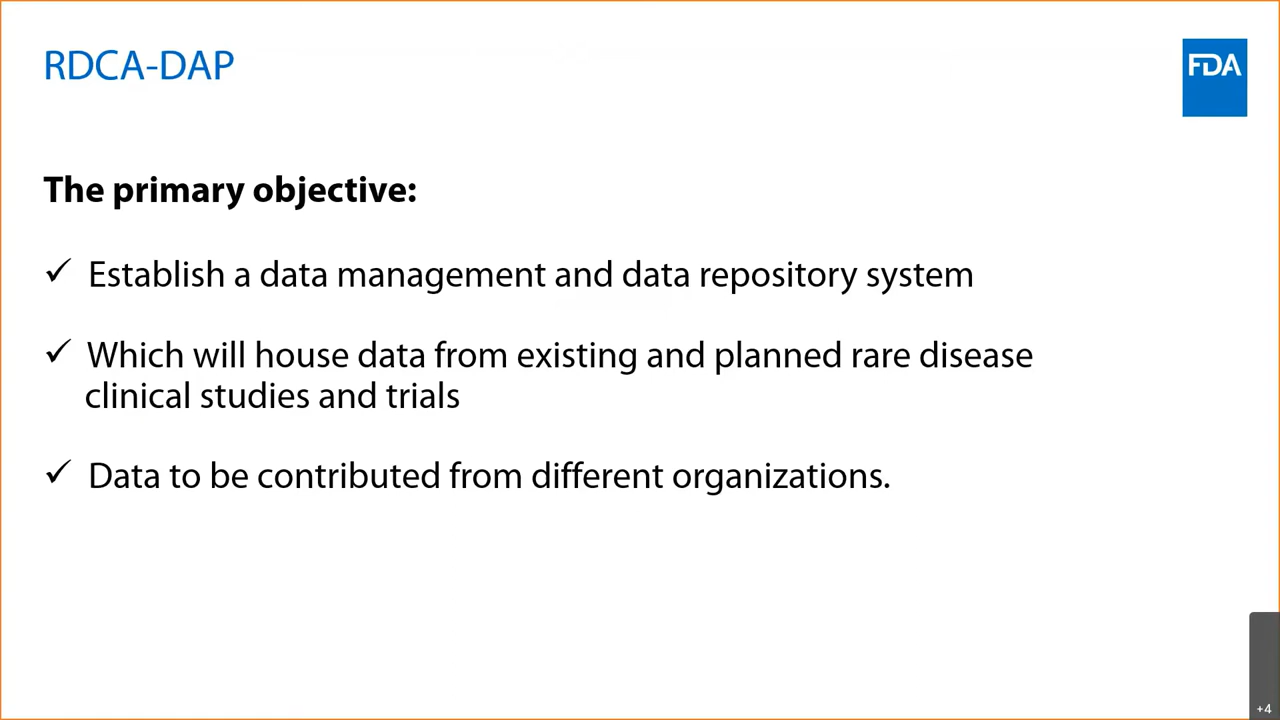 RDCA-DAP
FDA
The primary objective:
✓ Establish a data management and data repository system
✓ Which will house data from existing and planned rare disease
clinical studies and trials
✓ Data to be contributed from different organizations.
+4